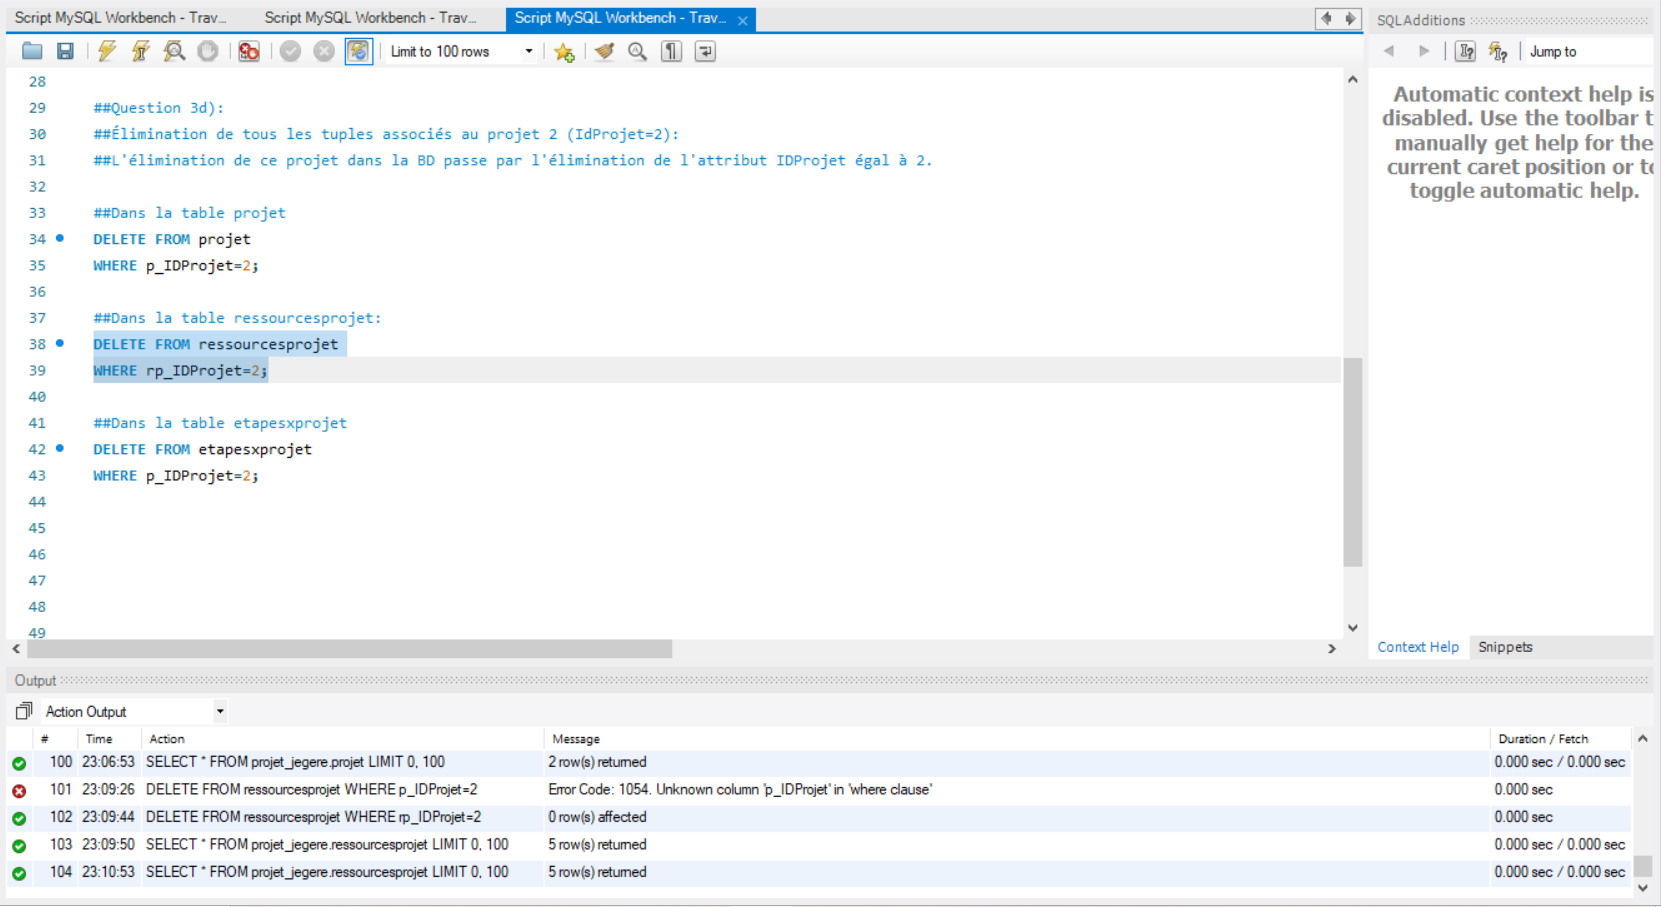 Script MySQL Workbench - Trav... Script MySQL Workbench - Trav... Script MySQL Workbench - Trav... ×
SQLAdditions
Limit to 100 rows
Jump to
28
29 ##Question 3d):
30 ##Élimination de tous les tuples associés au projet 2 (IdProjet=2):
31 ##L'élimination de ce projet dans la BD passe par l'élimination de l'attribut IDProjet égal à 2.
32
33 ##Dans la table projet
34 DELETE FROM projet
35 WHERE p_IDProjet=2;
36
37 ##Dans la table ressourcesprojet:
38 DELETE FROM ressourcesprojet
39 WHERE rp_IDProjet=2;
40
41 ##Dans la table etapesxprojet
42 DELETE FROM etapesxprojet
43 WHERE p_IDProjet=2;
44
45
46
47
48
49
Automatic context help is
disabled. Use the toolbar t
manually get help for the
current caret position or to
toggle automatic help.
Context Help Snippets
Output
Action Output
# Time Action Message Duration / Fetch
100 23:06:53 SELECT * FROM projet_jegere.projet LIMIT 0, 100 2 row(s) returned 0.000 sec / 0.000 sec
101 23:09:26 DELETE FROM ressourcesprojet WHERE p_IDProjet=2 Error Code: 1054. Unknown column 'p_IDProjet' in 'where clause' 0.000 sec
102 23:09:44 DELETE FROM ressourcesprojet WHERE rp_IDProjet=2 0 row(s) affected 0.000 sec
103 23:09:50 SELECT * FROM projet_jegere.ressourcesprojet LIMIT 0, 100 5 row(s) returned 0.000 sec / 0.000 sec
104 23:10:53 SELECT * FROM projet_jegere.ressourcesprojet LIMIT 0, 100 5 row(s) returned 0.000 sec / 0.000 sec